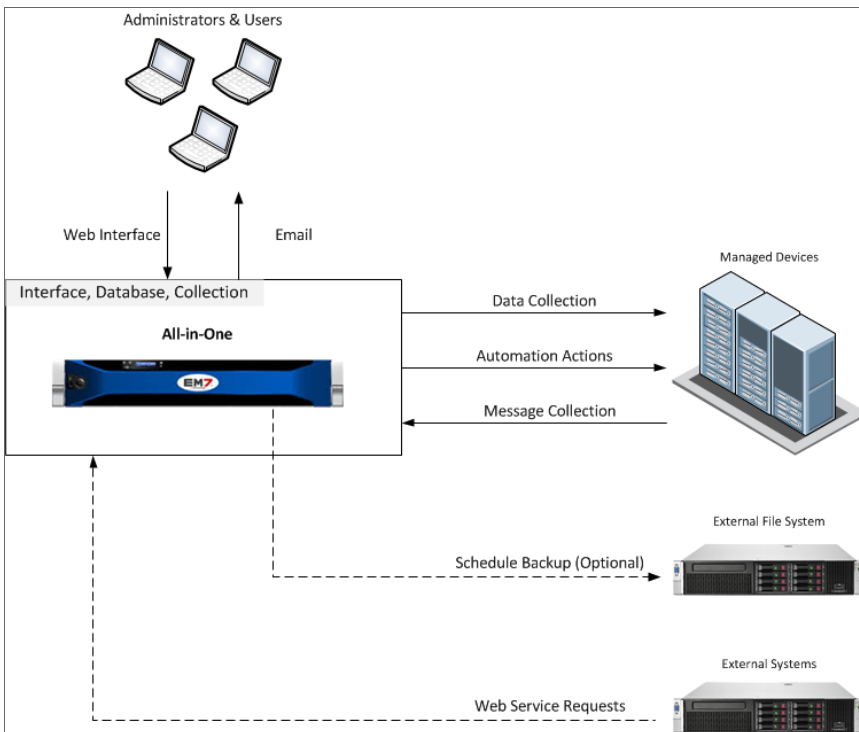 Administrators & Users
Web Interface
Email
Managed Devices
Interface, Database, Collection
All-in-One
EM7
Data Collection
Automation Actions
Message Collection
External File System
Schedule Backup (Optional)
External Systems
Web Service Requests